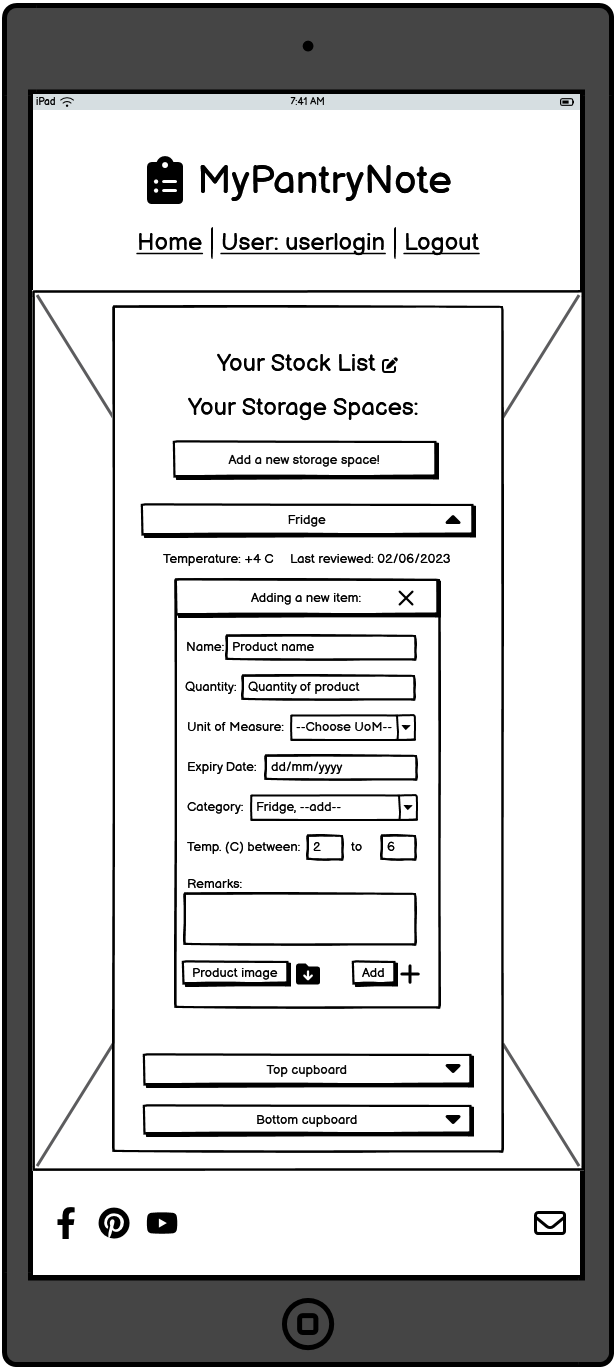 iPad 7:41 AM
MyPantryNote
Home User: userlogin Logout
Your Stock List
Your Storage Spaces:
Add a new storage space!
Fridge
Temperature: +4 C Last reviewed: 02/06/2023
Adding a new item:
Name: Product name
Quantity: Quantity of product
Unit of Measure: --Choose UoM--
Expiry Date: dd/mm/yyyy
Category: Fridge, --add--
Temp. (C) between: 2 to 6
Remarks:
Product image Add
Top cupboard
Bottom cupboard